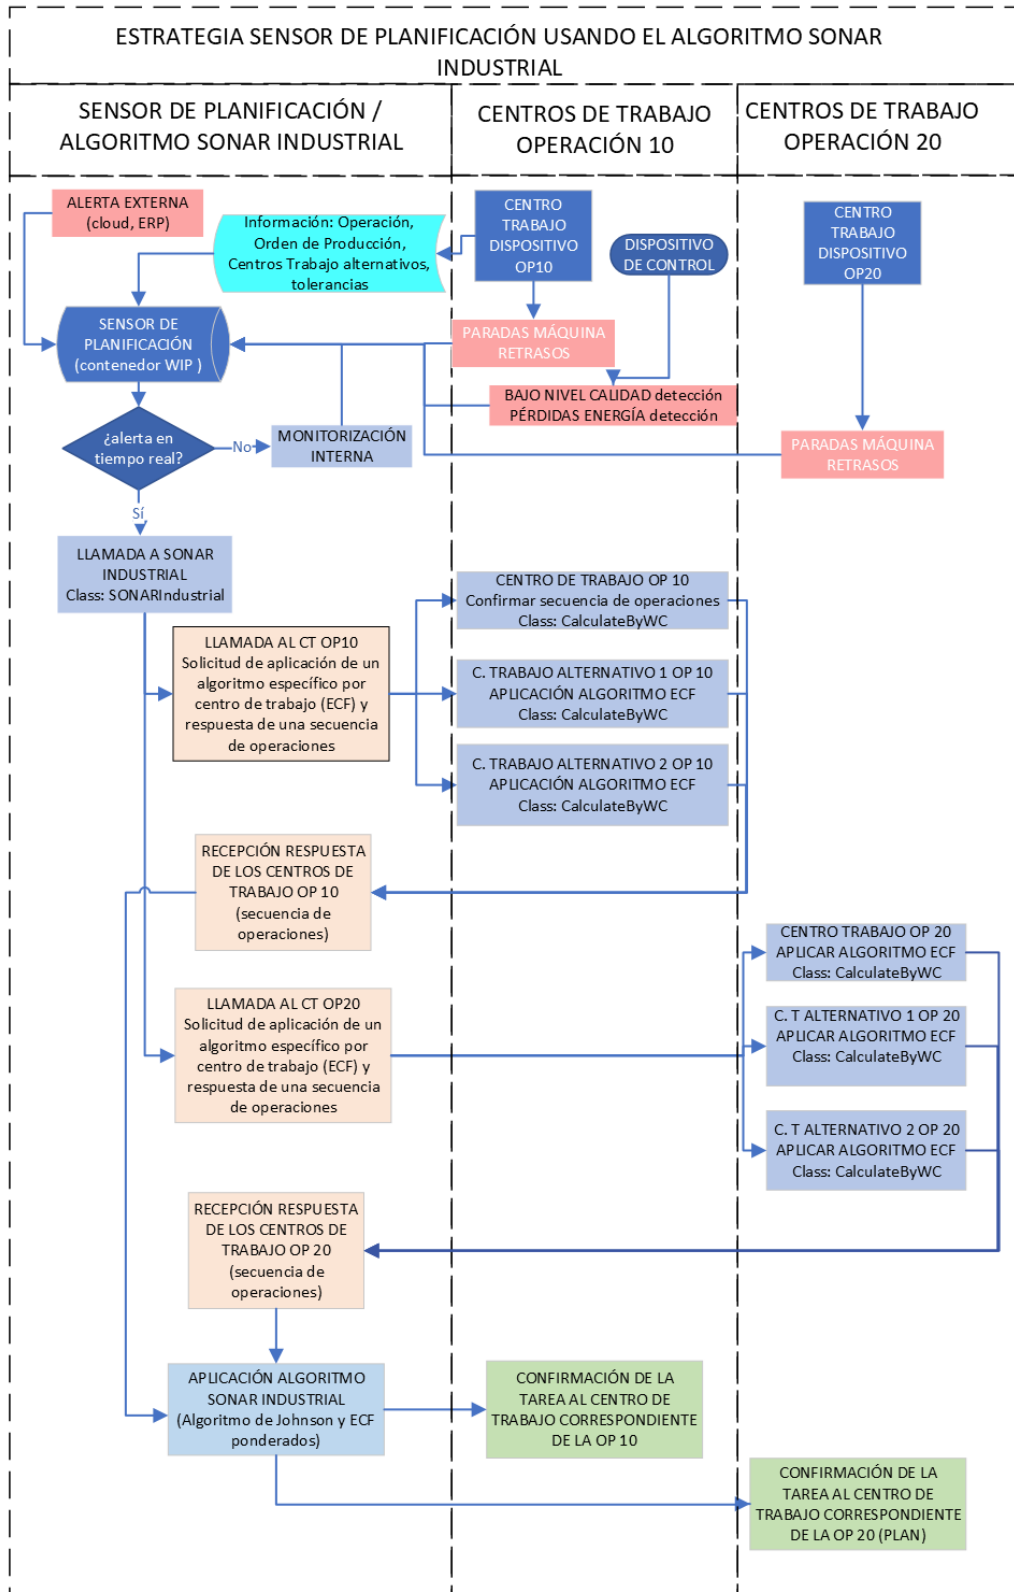 ESTRATEGIA SENSOR DE PLANIFICACIÓN USANDO EL ALGORITMO SONAR
INDUSTRIAL
SENSOR DE PLANIFICACIÓN /
ALGORITMO SONAR INDUSTRIAL
CENTROS DE TRABAJO
OPERACIÓN 10
CENTROS DE TRABAJO
OPERACIÓN 20
ALERTA EXTERNA
(cloud, ERP)
Información: Operación,
Orden de Producción,
Centros Trabajo alternativos,
tolerancias
CENTRO
TRABAJO
DISPOSITIVO
OP10
DISPOSITIVO
DE CONTROL
CENTRO
TRABAJO
DISPOSITIVO
OP20
SENSOR DE
PLANIFICACIÓN
(contenedor WIP )
PARADAS MÁQUINA
RETRASOS
BAJO NIVEL CALIDAD detección
PÉRDIDAS ENERGÍA detección
¿alerta en
tiempo real?
No
MONITORIZACIÓN
INTERNA
PARADAS MÁQUINA
RETRASOS
Sí
LLAMADA A SONAR
INDUSTRIAL
Class: SONARIndustrial
CENTRO DE TRABAJO OP 10
Confirmar secuencia de operaciones
Class: CalculateByWC
LLAMADA AL CT OP10
Solicitud de aplicación de un
algoritmo específico por
centro de trabajo (ECF) y
respuesta de una secuencia
de operaciones
C. TRABAJO ALTERNATIVO 1 OP 10
APLICACIÓN ALGORITMO ECF
Class: CalculateByWC
C. TRABAJO ALTERNATIVO 2 OP 10
APLICACIÓN ALGORITMO ECF
Class: CalculateByWC
RECEPCIÓN RESPUESTA
DE LOS CENTROS DE
TRABAJO OP 10
(secuencia de
operaciones)
CENTRO TRABAJO OP 20
APLICAR ALGORITMO ECF
Class: CalculateByWC
LLAMADA AL CT OP20
Solicitud de aplicación de un
algoritmo específico por
centro de trabajo (ECF) y
respuesta de una secuencia
de operaciones
C. T ALTERNATIVO 1 OP 20
APLICAR ALGORITMO ECF
Class: CalculateByWC
C. T ALTERNATIVO 2 OP 20
APLICAR ALGORITMO ECF
Class: CalculateByWC
RECEPCIÓN RESPUESTA
DE LOS CENTROS DE
TRABAJO OP 20
(secuencia de
operaciones)
APLICACIÓN ALGORITMO
SONAR INDUSTRIAL
(Algoritmo de Johnson y ECF
ponderados)
CONFIRMACIÓN DE LA
TAREA AL CENTRO DE
TRABAJO CORRESPONDIENTE
DE LA OP 10
CONFIRMACIÓN DE LA
TAREA AL CENTRO DE
TRABAJO CORRESPONDIENTE
DE LA OP 20 (PLAN)